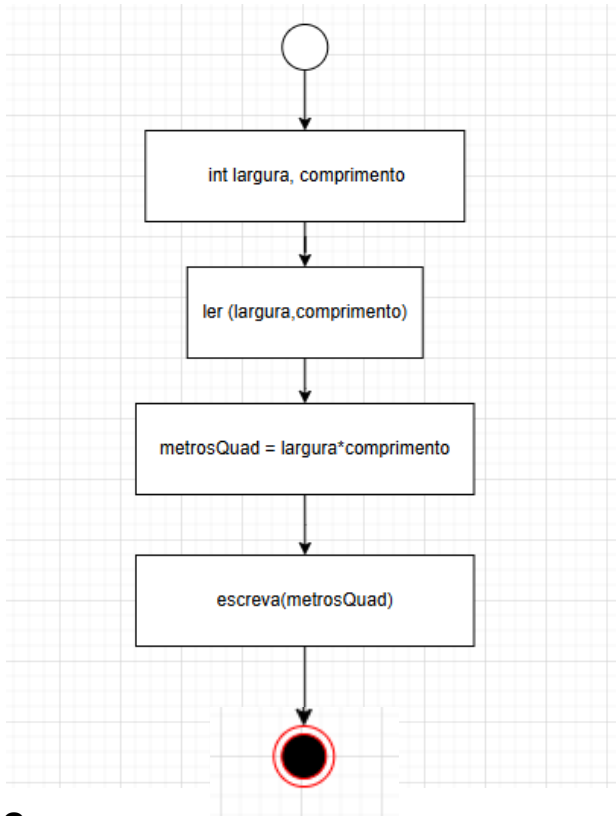 int largura, comprimento
ler (largura,comprimento)
metrosQuad = largura*comprimento
escreva(metrosQuad)